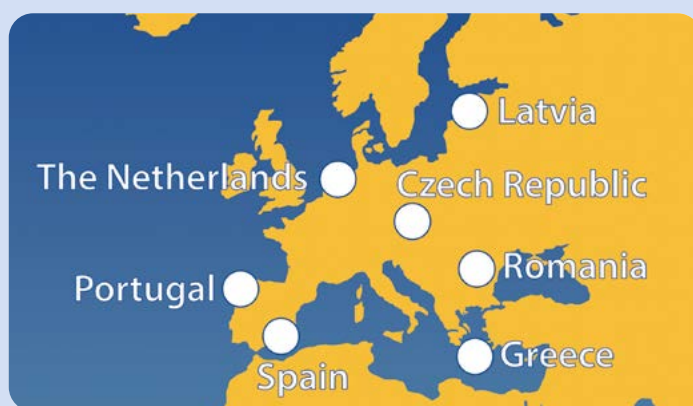 Latvia
The Netherlands
Czech Republic
Romania
Portugal
Greece
Spain